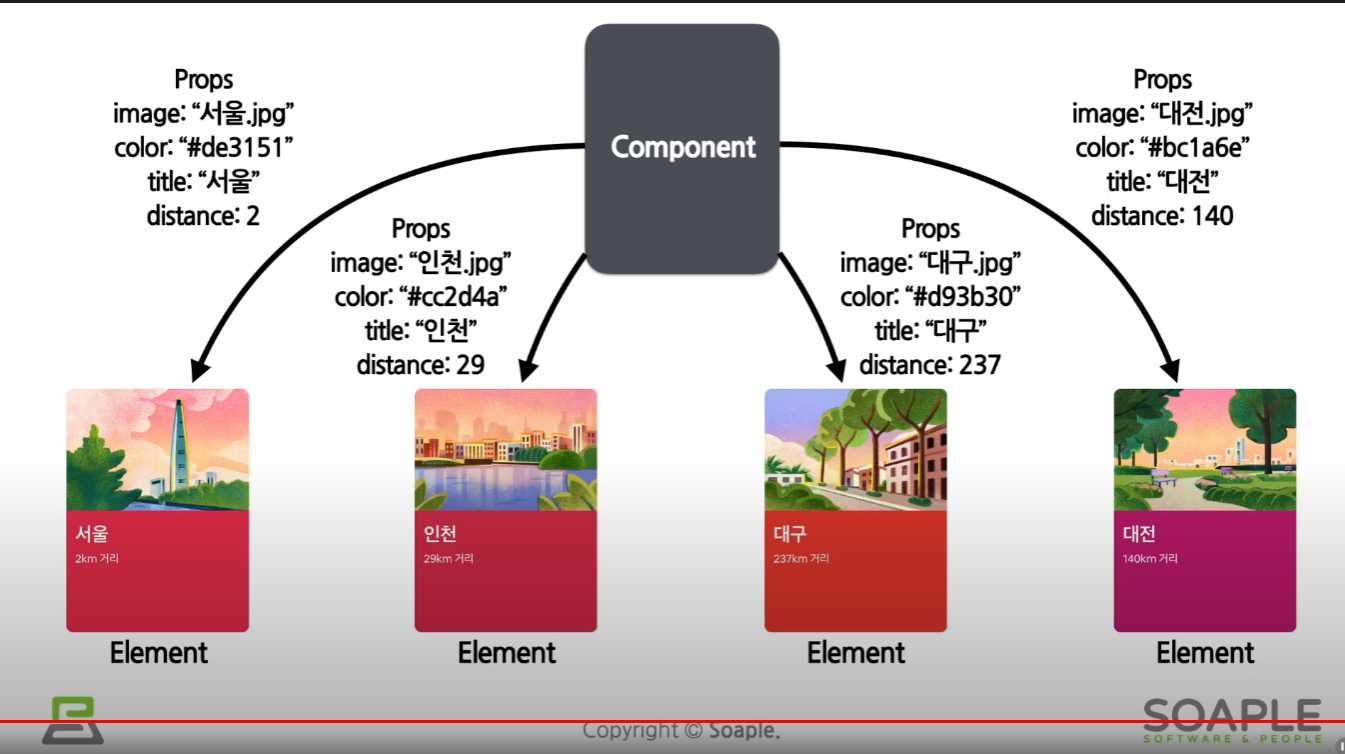 Component
Props
image: “서울.jpg”
color: “#de3151”
title: “서울”
distance: 2
Props
image: “인천.jpg”
color: “#cc2d4a”
title: “인천”
distance: 29
Props
image: “대구.jpg”
color: “#d93b30”
title: “대구”
distance: 237
Props
image: “대전.jpg”
color: “#bc1a6e”
title: “대전”
distance: 140
서울
2km 거리
Element
인천
29km 거리
Element
대구
237km 거리
Element
대전
140km 거리
Element
Copyright © Soaple.
SOAPLE
SOFTWARE & PEOPLE